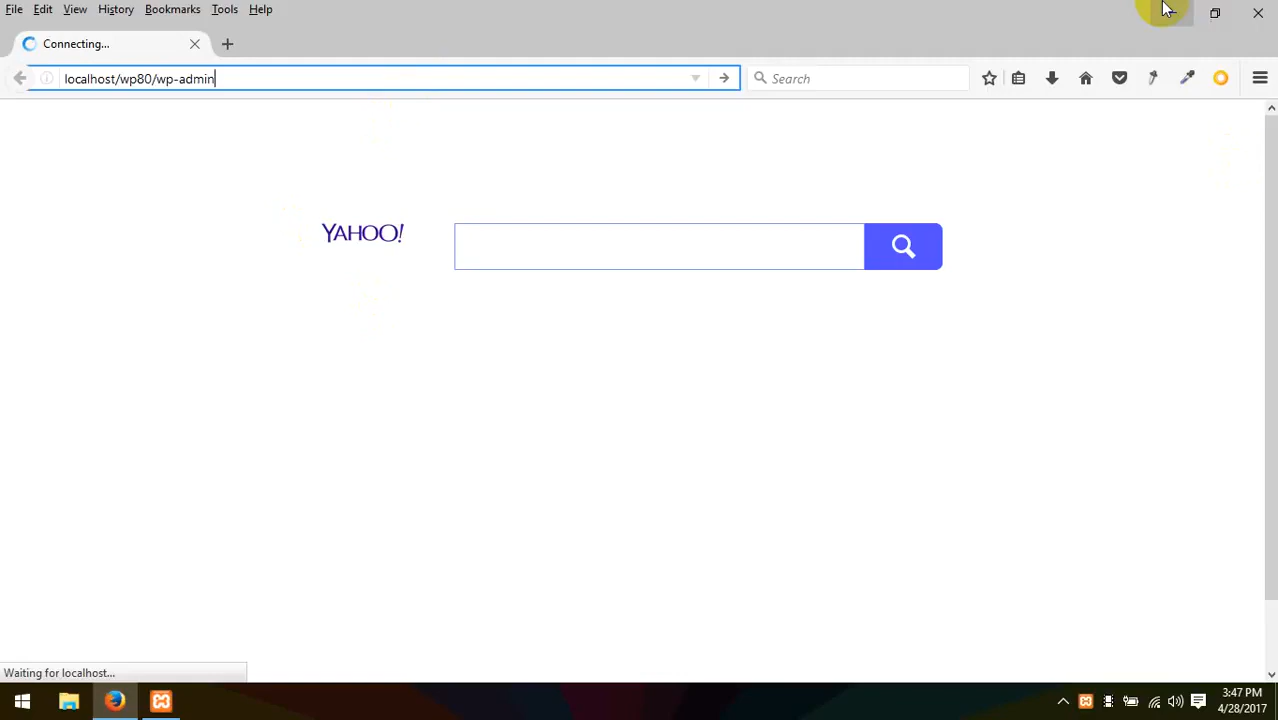 File Edit View History Bookmarks Tools Help
Connecting...
localhost/wp80/wp-admin
Search
YAHOO!
Waiting for localhost...
3:47 PM
4/28/2017